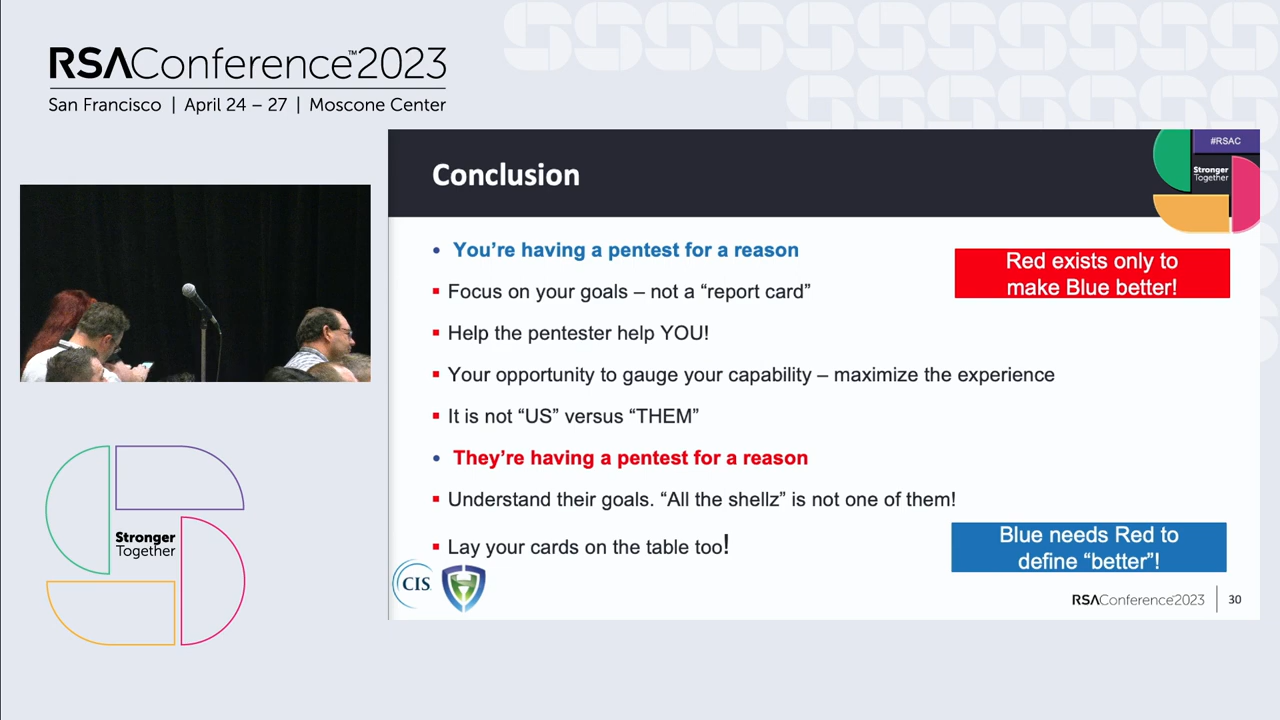 RSAConference™2023
San Francisco | April 24 – 27 | Moscone Center
#RSAC
Stronger
Together
Conclusion
• You’re having a pentest for a reason
Red exists only to
make Blue better!
▪ Focus on your goals – not a “report card”
▪ Help the pentester help YOU!
▪ Your opportunity to gauge your capability – maximize the experience
▪ It is not “US” versus “THEM”
• They’re having a pentest for a reason
▪ Understand their goals. “All the shellz” is not one of them!
▪ Lay your cards on the table too!
Blue needs Red to
define “better”!
CIS
RSAConference2023 | 30
Stronger
Together